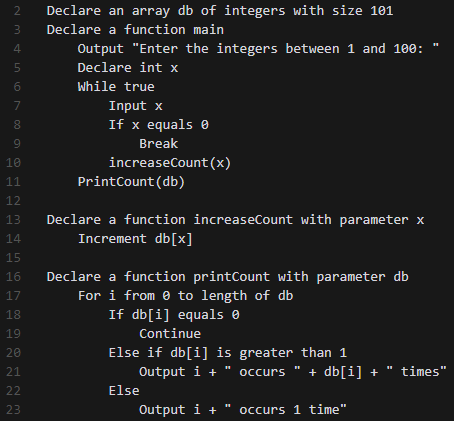 2 Declare an array db of integers with size 101
3 Declare a function main
4 Output "Enter the integers between 1 and 100: "
5 Declare int x
6 While true
7 Input x
8 If x equals 0
9 Break
10 increaseCount(x)
11 PrintCount(db)
12
13 Declare a function increaseCount with parameter x
14 Increment db[x]
15
16 Declare a function printCount with parameter db
17 For i from 0 to length of db
18 If db[i] equals 0
19 Continue
20 Else if db[i] is greater than 1
21 Output i + " occurs " + db[i] + " times"
22 Else
23 Output i + " occurs 1 time"